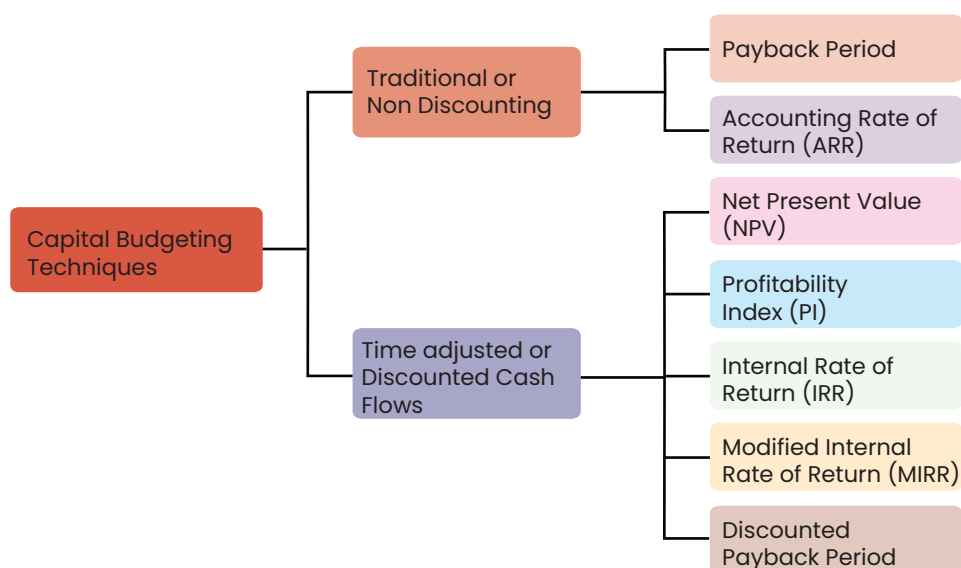 Capital Budgeting
Techniques
Traditional or
Non Discounting
Payback Period
Accounting Rate of
Return (ARR)
Time adjusted or
Discounted Cash
Flows
Net Present Value
(NPV)
Profitability
Index (PI)
Internal Rate of
Return (IRR)
Modified Internal
Rate of Return (MIRR)
Discounted
Payback Period